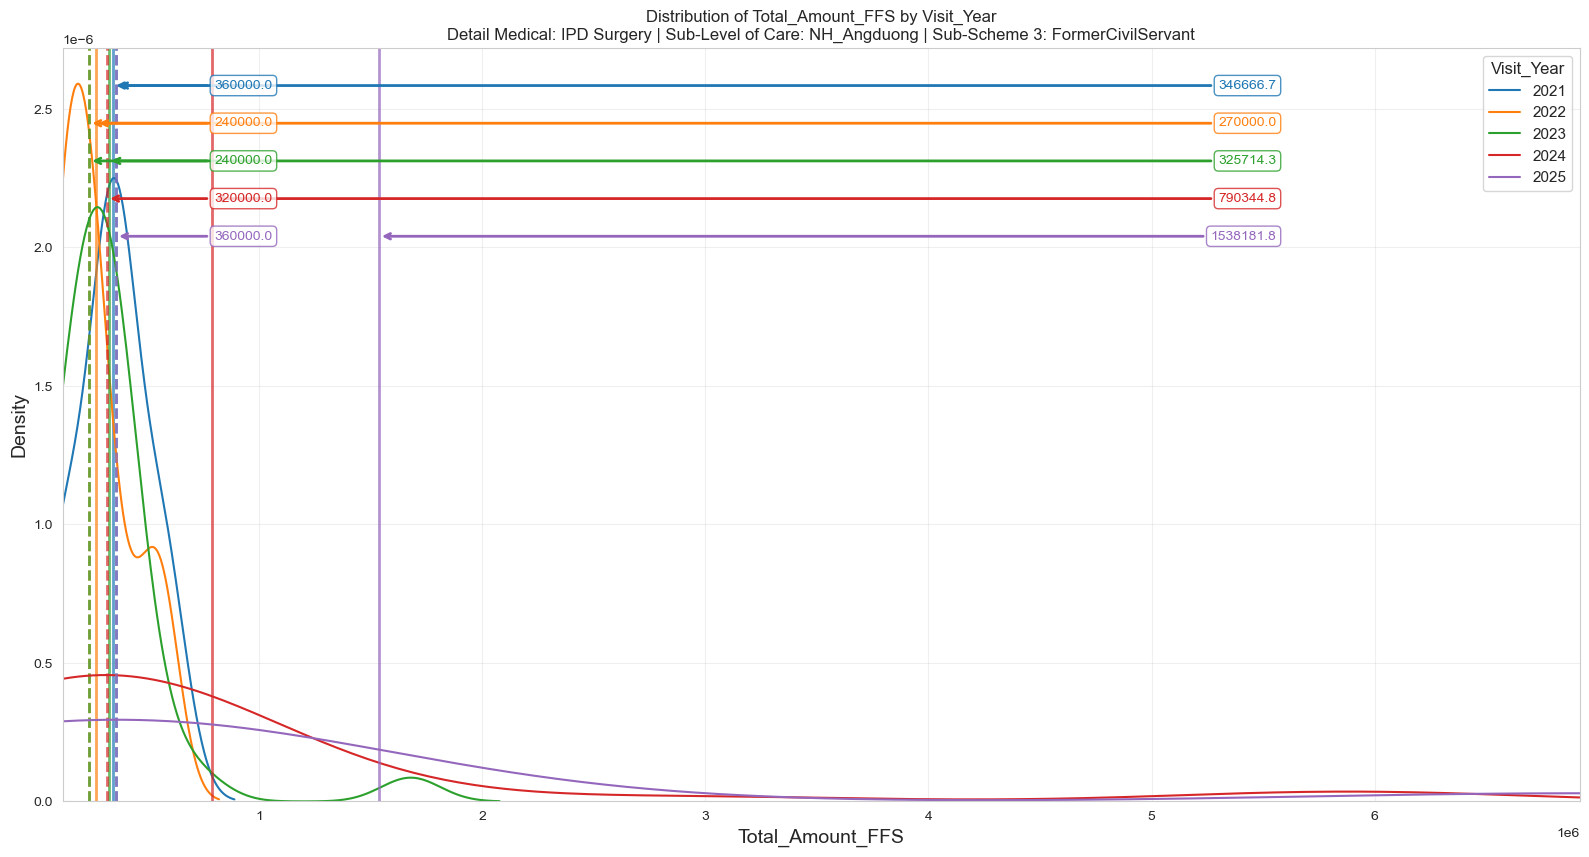 Distribution of Total_Amount_FFS by Visit_Year
Detail Medical: IPD Surgery | Sub-Level of Care: NH_Angduong | Sub-Scheme 3: FormerCivilServant
1e−6
Visit_Year
2021
2022
2023
2024
2025
360000.0 346666.7
240000.0 270000.0
240000.0 325714.3
320000.0 790344.8
360000.0 1538181.8
2.5
2.0
1.5
1.0
0.5
0.0
Density
1 2 3 4 5 6
1e6
Total_Amount_FFS